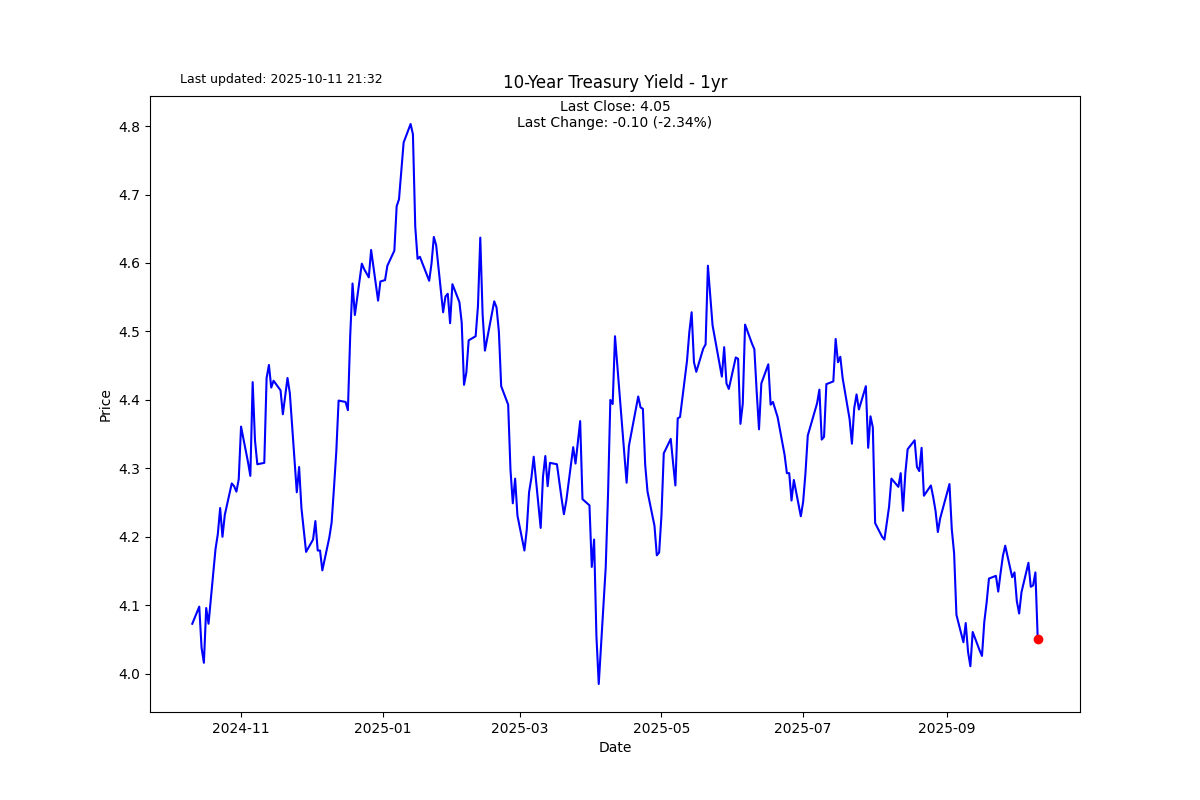 Last updated: 2025-10-11 21:32
10-Year Treasury Yield - 1yr
Last Close: 4.05
Last Change: -0.10 (-2.34%)
Price
4.8
4.7
4.6
4.5
4.4
4.3
4.2
4.1
4.0
2024-11
2025-01
2025-03
2025-05
2025-07
2025-09
Date